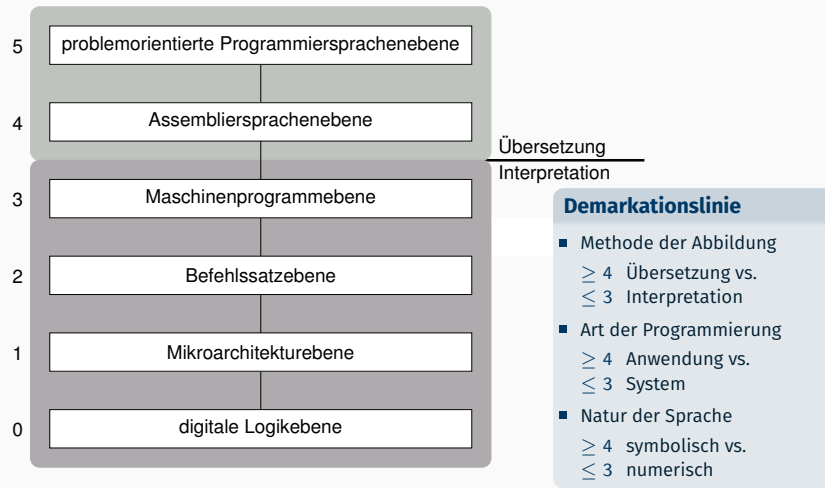 5 problemorientierte Programmiersprachenebene
4 Assembliersprachenebene
Übersetzung
Interpretation
3 Maschinenprogrammebene
2 Befehlssatzebene
1 Mikroarchitekturebene
0 digitale Logikebene
Demarkationslinie
■ Methode der Abbildung
≥ 4 Übersetzung vs.
≤ 3 Interpretation
■ Art der Programmierung
≥ 4 Anwendung vs.
≤ 3 System
■ Natur der Sprache
≥ 4 symbolisch vs.
≤ 3 numerisch